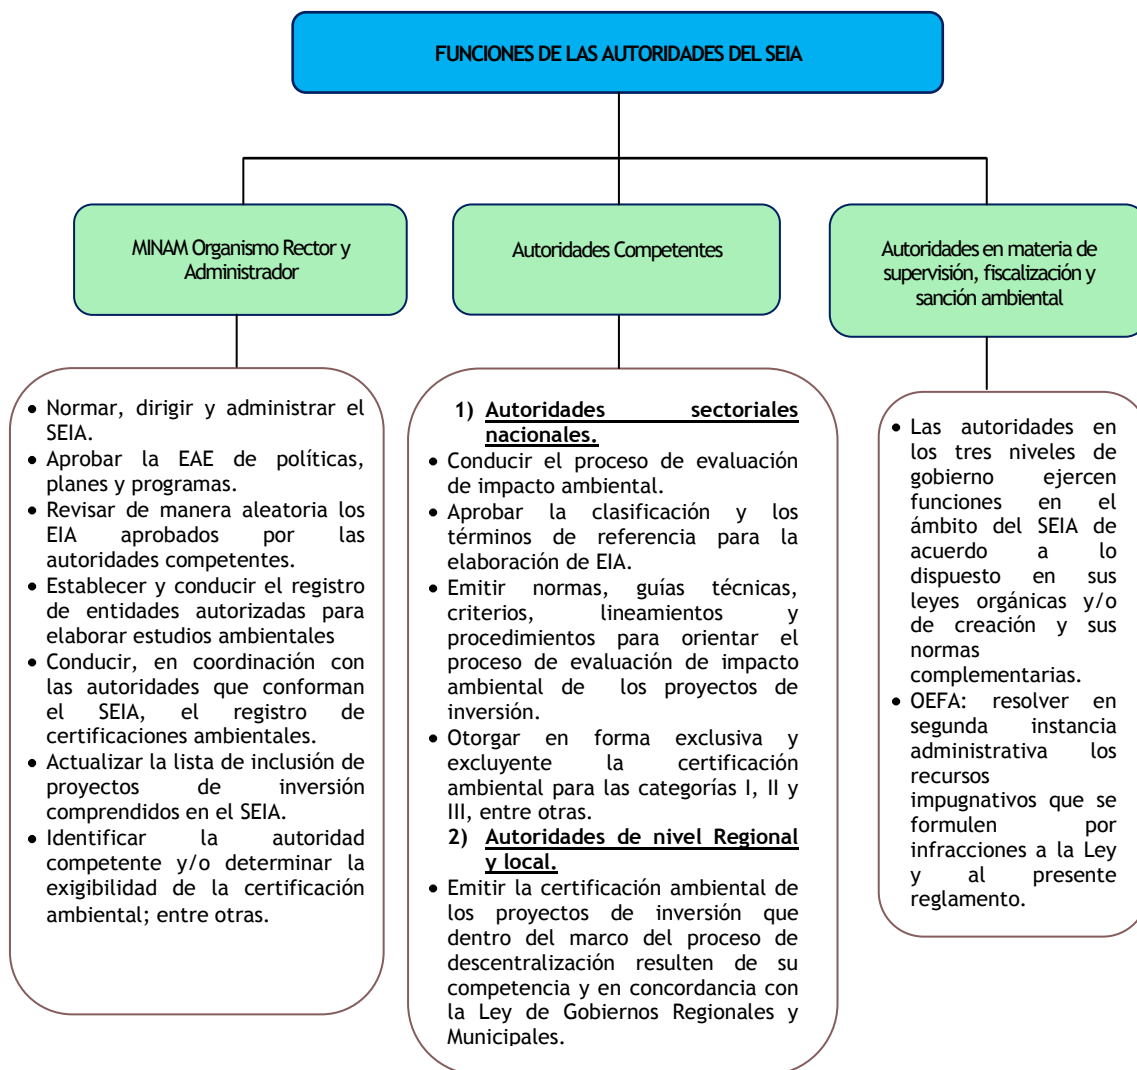 FUNCIONES DE LAS AUTORIDADES DEL SEIA
MINAM Organismo Rector y
Administrador
• Normar, dirigir y administrar el
SEIA.
• Aprobar la EAE de políticas,
planes y programas.
• Revisar de manera aleatoria los
EIA aprobados por las
autoridades competentes.
• Establecer y conducir el registro
de entidades autorizadas para
elaborar estudios ambientales
• Conducir, en coordinación con
las autoridades que conforman
el SEIA, el registro de
certificaciones ambientales.
• Actualizar la lista de inclusión de
proyectos de inversión
comprendidos en el SEIA.
• Identificar la autoridad
competente y/o determinar la
exigibilidad de la certificación
ambiental; entre otras.
Autoridades Competentes
1) Autoridades sectoriales
nacionales.
• Conducir el proceso de evaluación
de impacto ambiental.
• Aprobar la clasificación y los
términos de referencia para la
elaboración de EIA.
• Emitir normas, guías técnicas,
criterios, lineamientos y
procedimientos para orientar el
proceso de evaluación de impacto
ambiental de los proyectos de
inversión.
• Otorgar en forma exclusiva y
excluyente la certificación
ambiental para las categorías I, II y
III, entre otras.
2) Autoridades de nivel Regional
y local.
• Emitir la certificación ambiental de
los proyectos de inversión que
dentro del marco del proceso de
descentralización resulten de su
competencia y en concordancia con
la Ley de Gobiernos Regionales y
Municipales.
Autoridades en materia de
supervisión, fiscalización y
sanción ambiental
• Las autoridades en
los tres niveles de
gobierno ejercen
funciones en el
ámbito del SEIA de
acuerdo a lo
dispuesto en sus
leyes orgánicas y/o
de creación y sus
normas
complementarias.
• OEFA: resolver en
segunda instancia
administrativa los
recursos
impugnativos que se
formulen por
infracciones a la Ley
y al presente
reglamento.